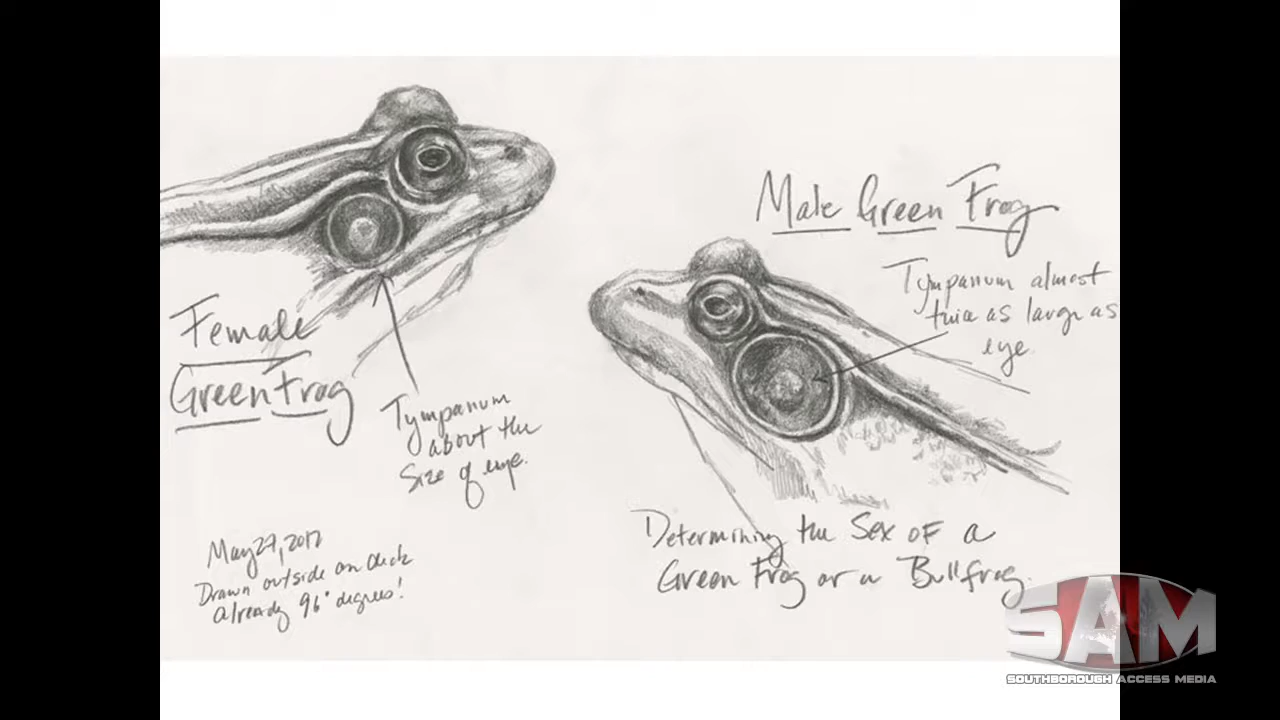 Female
Green Frog
Tympanum
about the
size of eye.
May 27, 2012
Drawn outside on deck
already 96° degrees!
Male Green Frog
Tympanum almost
twice as large as
eye.
Determining the Sex of a
Green Frog or a Bullfrog.
SAM
SOUTHBOROUGH ACCESS MEDIA